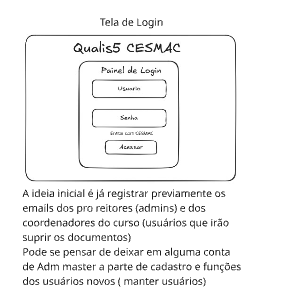 Tela de Login
Qualis5 CESMAC
Painel de Login
Usuario
Senha
Entrar com CESMAC
Acessar
A ideia inicial é já registrar previamente os
emails dos pro reitores (admins) e dos
coordenadores do curso (usuários que irão
suprir os documentos)
Pode se pensar de deixar em alguma conta
de Adm master a parte de cadastro e funções
dos usuários novos ( manter usuários)